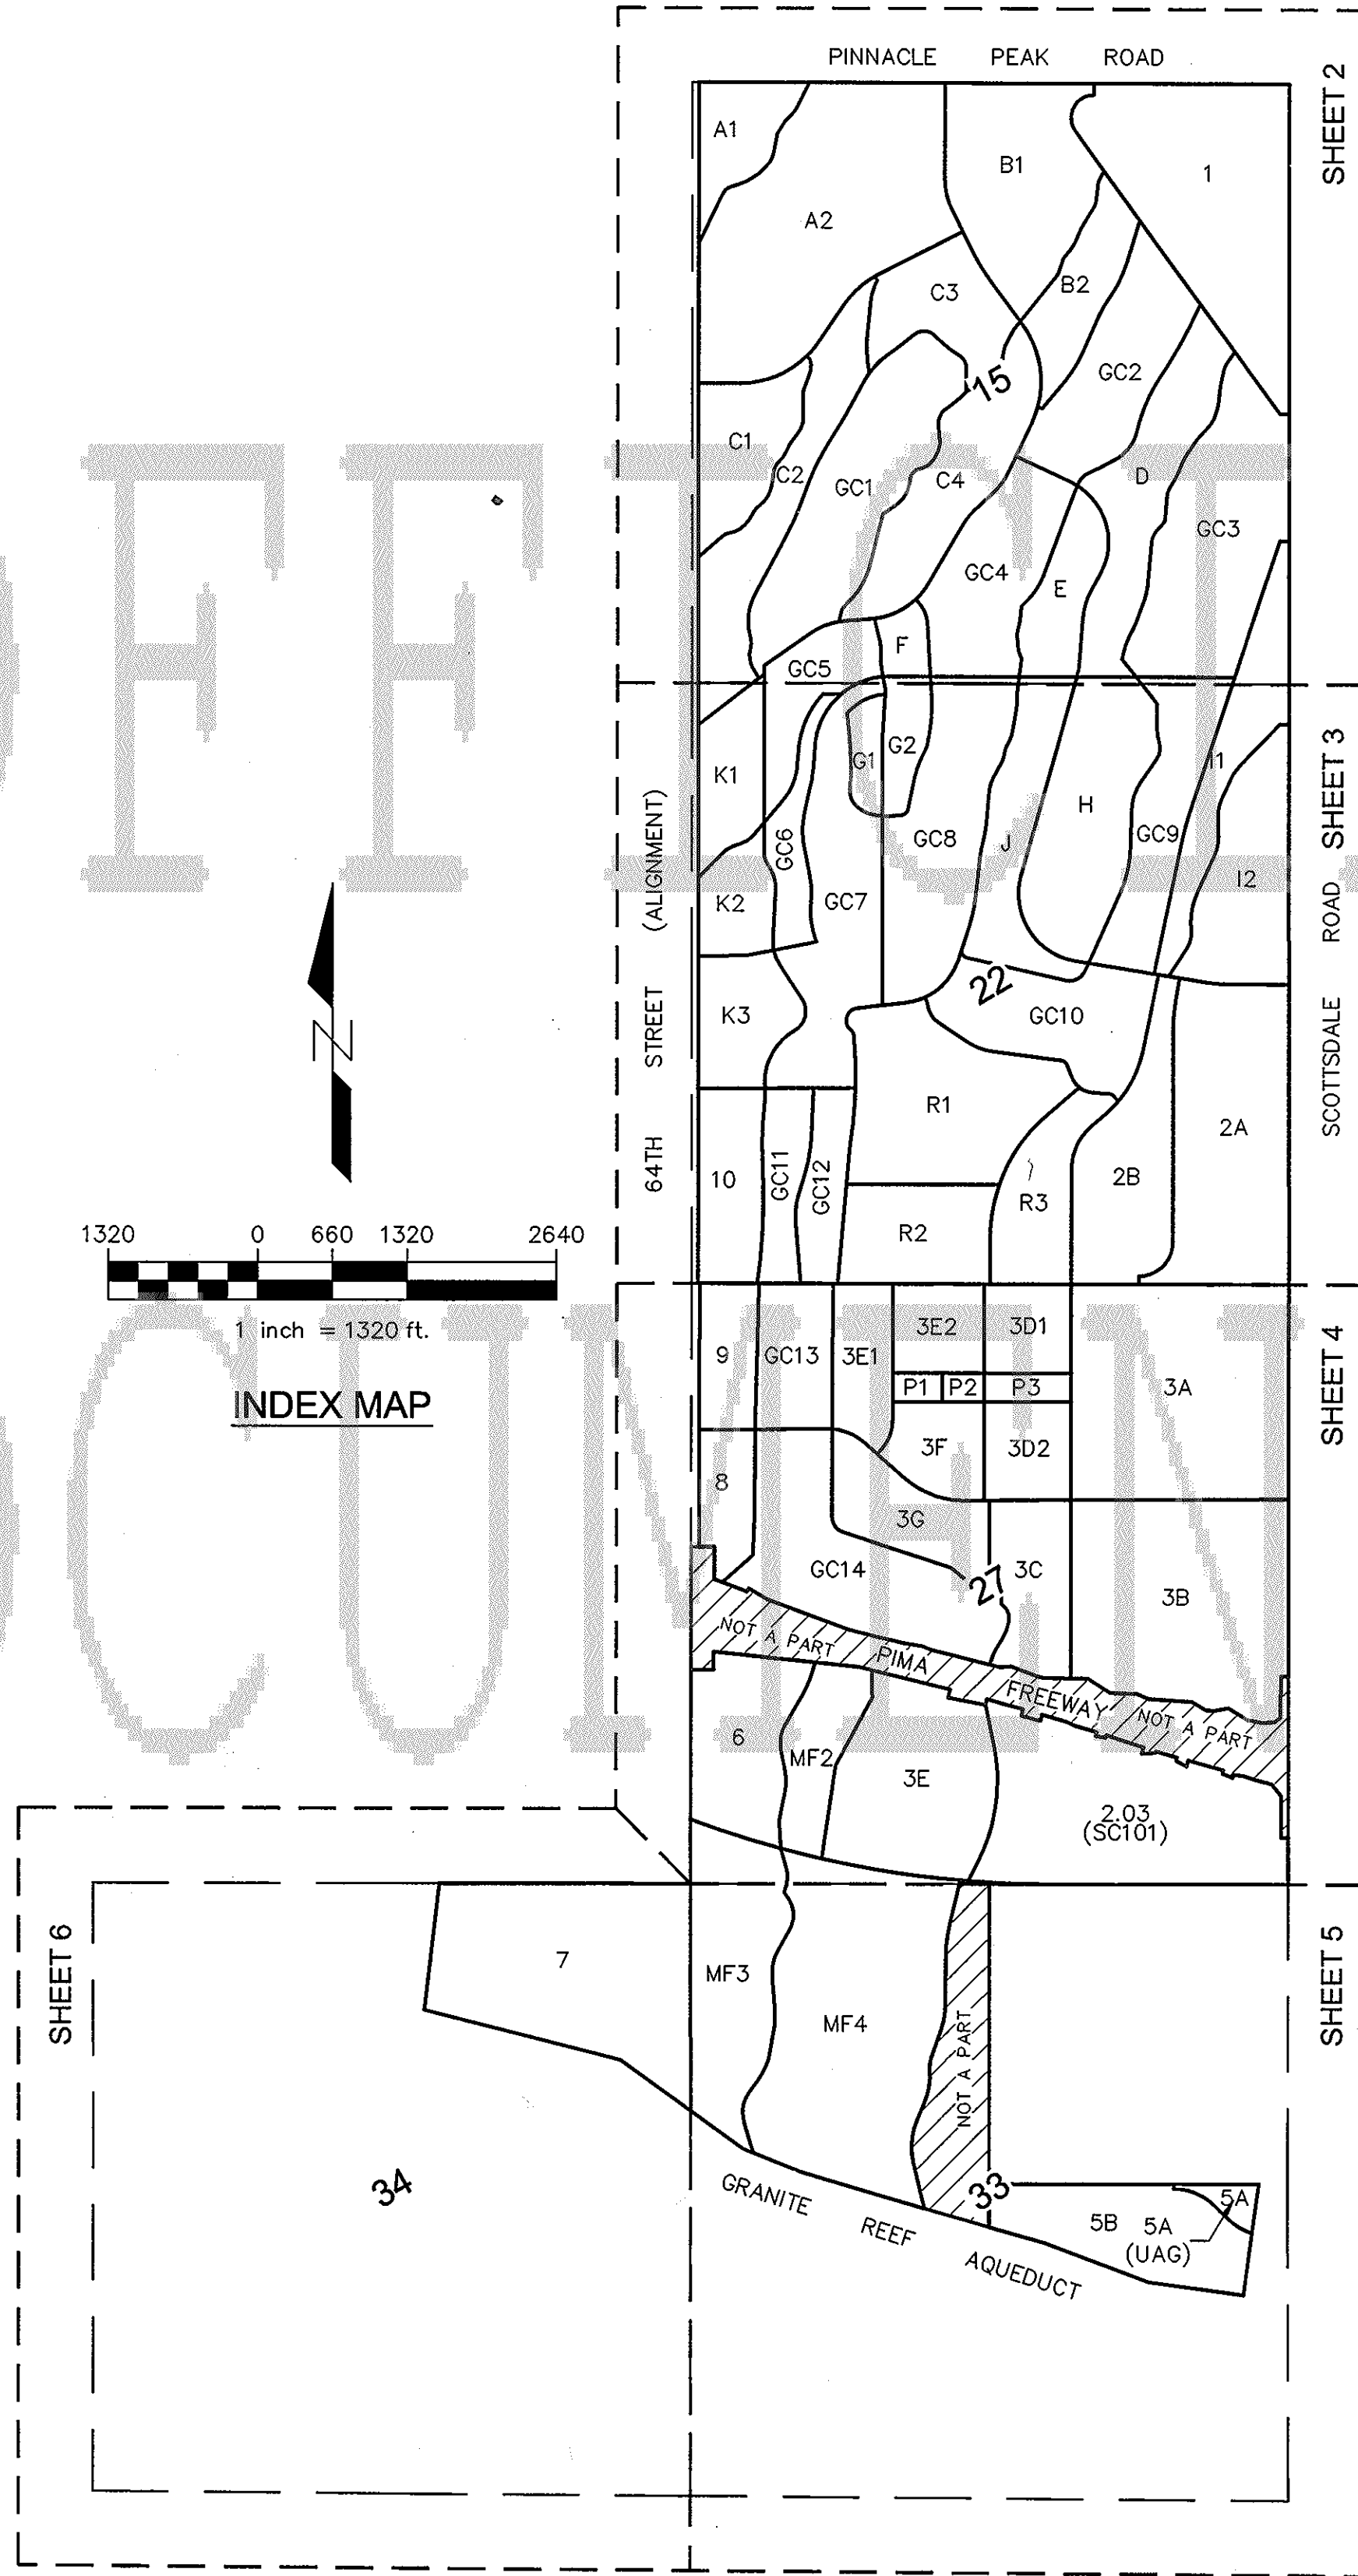 PINNACLE PEAK ROAD
SHEET 2
A1
B1
1
A2
B2
C3
GC2
15
C1
C2
GC1
C4
D
GC3
GC4
E
F
GC5
SHEET 3
K1
G1
G2
I1
H
GC6
GC8
J
GC9
I2
K2
GC7
64TH STREET (ALIGNMENT)
SCOTTSDALE ROAD
22
K3
GC10
R1
2A
10
GC11
GC12
R3
2B
R2
N
1320 0 660 1320 2640
1 inch = 1320 ft.
INDEX MAP
SHEET 4
9
GC13
3E1
3E2
3D1
P1
P2
P3
3A
3F
3D2
8
3G
GC14
27
3C
3B
NOT A PART
PIMA
FREEWAY
NOT A PART
6
MF2
3E
2.03
(SC101)
SHEET 6
SHEET 5
7
MF3
MF4
NOT A PART
34
33
GRANITE REEF AQUEDUCT
5A
5B
5A
(UAG)